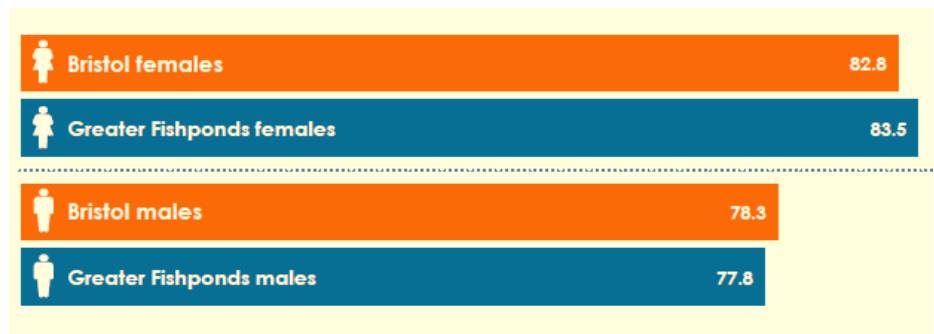 Bristol females 82.8
Greater Fishponds females 83.5
Bristol males 78.3
Greater Fishponds males 77.8